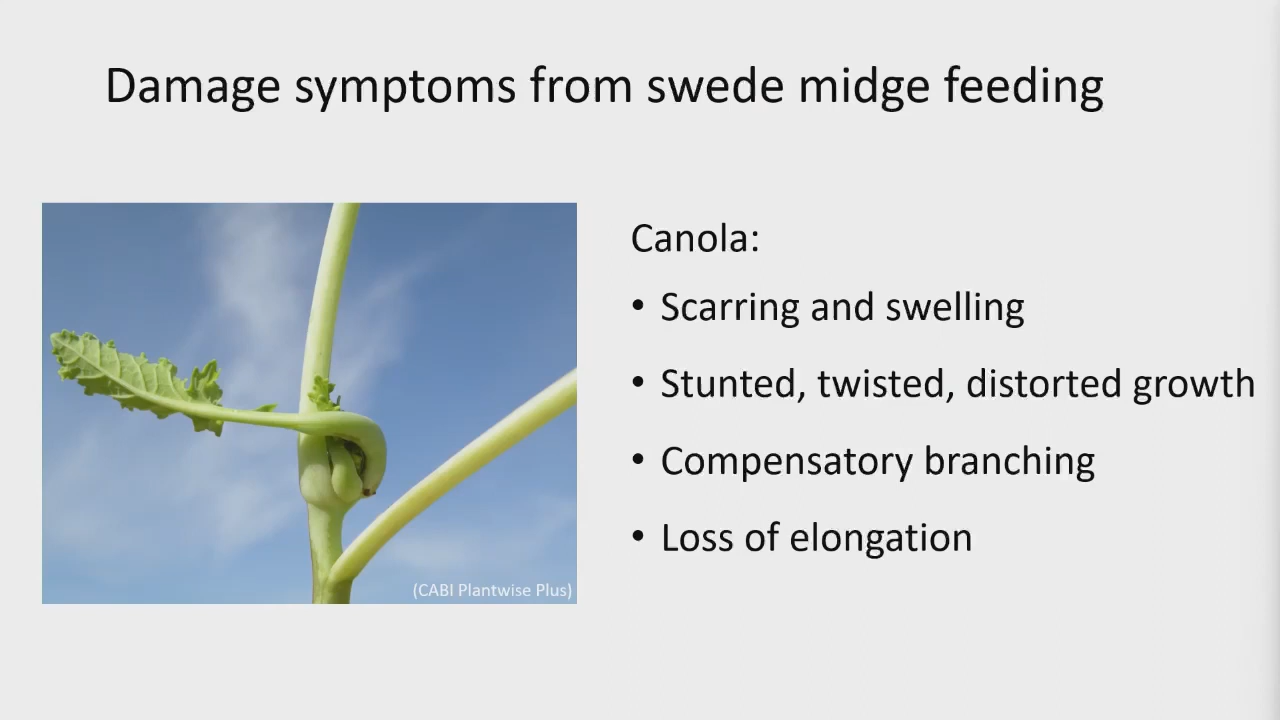 Damage symptoms from swede midge feeding
Canola:
• Scarring and swelling
• Stunted, twisted, distorted growth
• Compensatory branching
• Loss of elongation
(CABI Plantwise Plus)